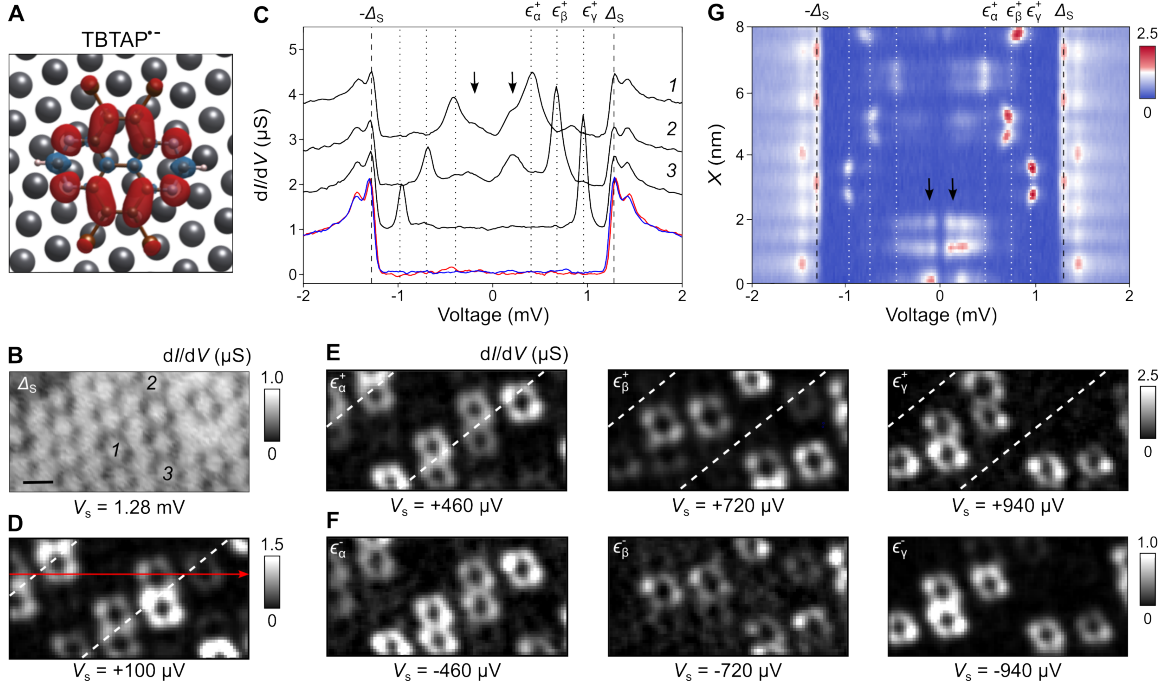 A
TBTAP•−
C
-ΔS
ϵα+
ϵβ+
ϵγ+
ΔS
5
4
3
2
1
0
dI/dV (µS)
1
2
3
-2
-1
0
1
2
Voltage (mV)
G
-ΔS
ϵα+
ϵβ+
ϵγ+
ΔS
2.5
0
8
6
4
2
0
X (nm)
-2
-1
0
1
2
Voltage (mV)
B
dI/dV (µS)
ΔS
2
1
3
1.0
0
Vs = 1.28 mV
D
1.5
0
Vs = +100 µV
E
dI/dV (µS)
ϵα+
Vs = +460 µV
ϵβ+
Vs = +720 µV
ϵγ+
Vs = +940 µV
2.5
0
F
ϵα-
Vs = -460 µV
ϵβ-
Vs = -720 µV
ϵγ-
Vs = -940 µV
1.0
0